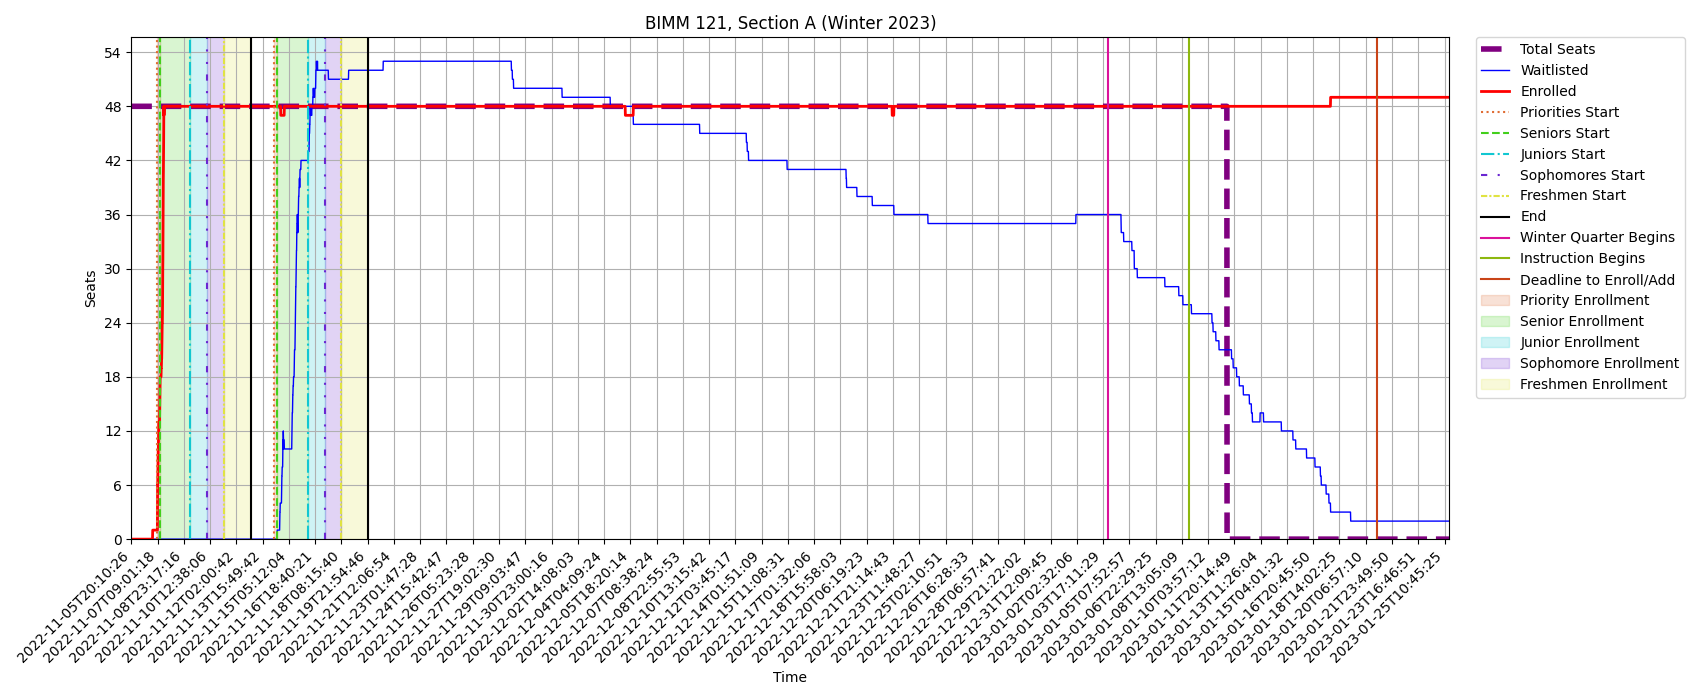 BIMM 121, Section A (Winter 2023)
Seats
54
48
42
36
30
24
18
12
6
0
2022-11-05T20:10:26
2022-11-07T09:01:18
2022-11-08T23:17:16
2022-11-10T12:38:06
2022-11-12T02:00:42
2022-11-13T15:49:42
2022-11-15T05:12:04
2022-11-16T18:40:21
2022-11-18T08:15:40
2022-11-19T21:54:46
2022-11-21T12:06:54
2022-11-23T01:47:28
2022-11-24T15:42:47
2022-11-26T05:23:28
2022-11-27T19:02:30
2022-11-29T09:03:47
2022-11-30T23:00:16
2022-12-02T14:08:03
2022-12-04T04:09:24
2022-12-05T18:20:14
2022-12-07T08:38:24
2022-12-08T22:55:53
2022-12-10T13:15:42
2022-12-12T03:45:17
2022-12-14T01:51:09
2022-12-15T11:08:31
2022-12-17T01:32:06
2022-12-18T15:58:03
2022-12-20T06:19:23
2022-12-21T21:14:43
2022-12-23T11:48:27
2022-12-25T02:10:51
2022-12-26T16:28:33
2022-12-28T06:57:41
2022-12-29T21:22:02
2022-12-31T12:09:45
2023-01-02T02:32:06
2023-01-03T17:11:29
2023-01-05T07:52:57
2023-01-06T22:29:25
2023-01-08T13:05:09
2023-01-10T03:57:12
2023-01-11T20:14:49
2023-01-13T11:26:04
2023-01-15T04:01:32
2023-01-16T20:45:50
2023-01-18T14:02:25
2023-01-20T06:57:10
2023-01-21T23:49:50
2023-01-23T16:46:51
2023-01-25T10:45:25
Time
Total Seats
Waitlisted
Enrolled
Priorities Start
Seniors Start
Juniors Start
Sophomores Start
Freshmen Start
End
Winter Quarter Begins
Instruction Begins
Deadline to Enroll/Add
Priority Enrollment
Senior Enrollment
Junior Enrollment
Sophomore Enrollment
Freshmen Enrollment